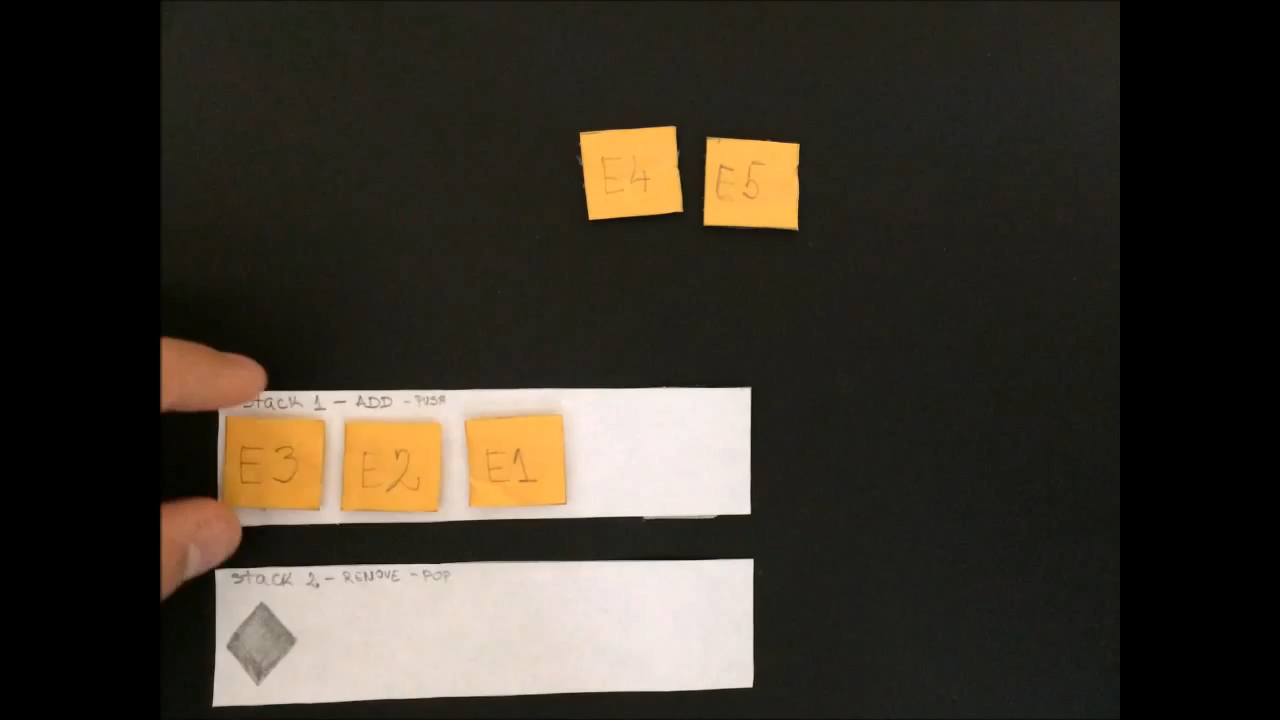 E4
E5
Stack 1 - ADD - PUSH
E3
E2
E1
Stack 2 - REMOVE - POP